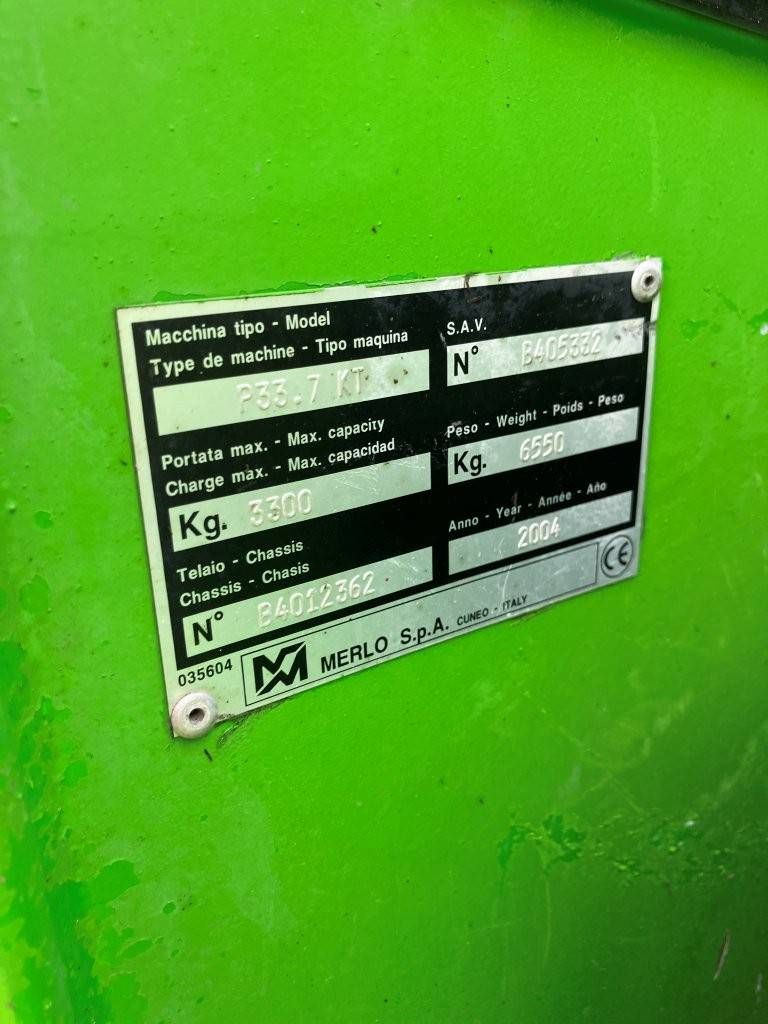 Macchina tipo - Model
Type de machine - Tipo maquina
P33.7 KT
Portata max. - Max. capacity
Charge max. - Max. capacidad
Kg. 3300
Telaio - Chassis
Chassis - Chasis
N° B4012362
S.A.V.
N° B405332
Peso - Weight - Poids - Peso
Kg. 6550
Anno - Year - Année - Año
2004
035604 MERLO S.p.A. CUNEO - ITALY CE